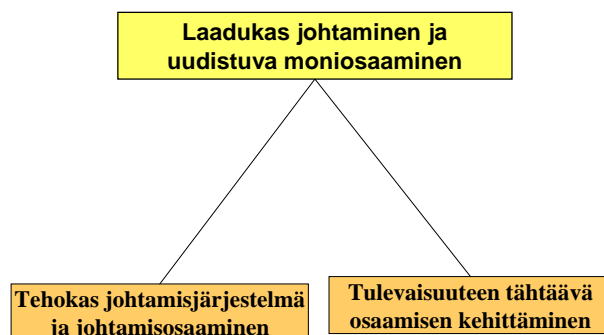 Laadukas johtaminen ja
uudistuva moniosaaminen
Tehokas johtamisjärjestelmä
ja johtamisosaaminen
Tulevaisuuteen tähtäävä
osaamisen kehittäminen